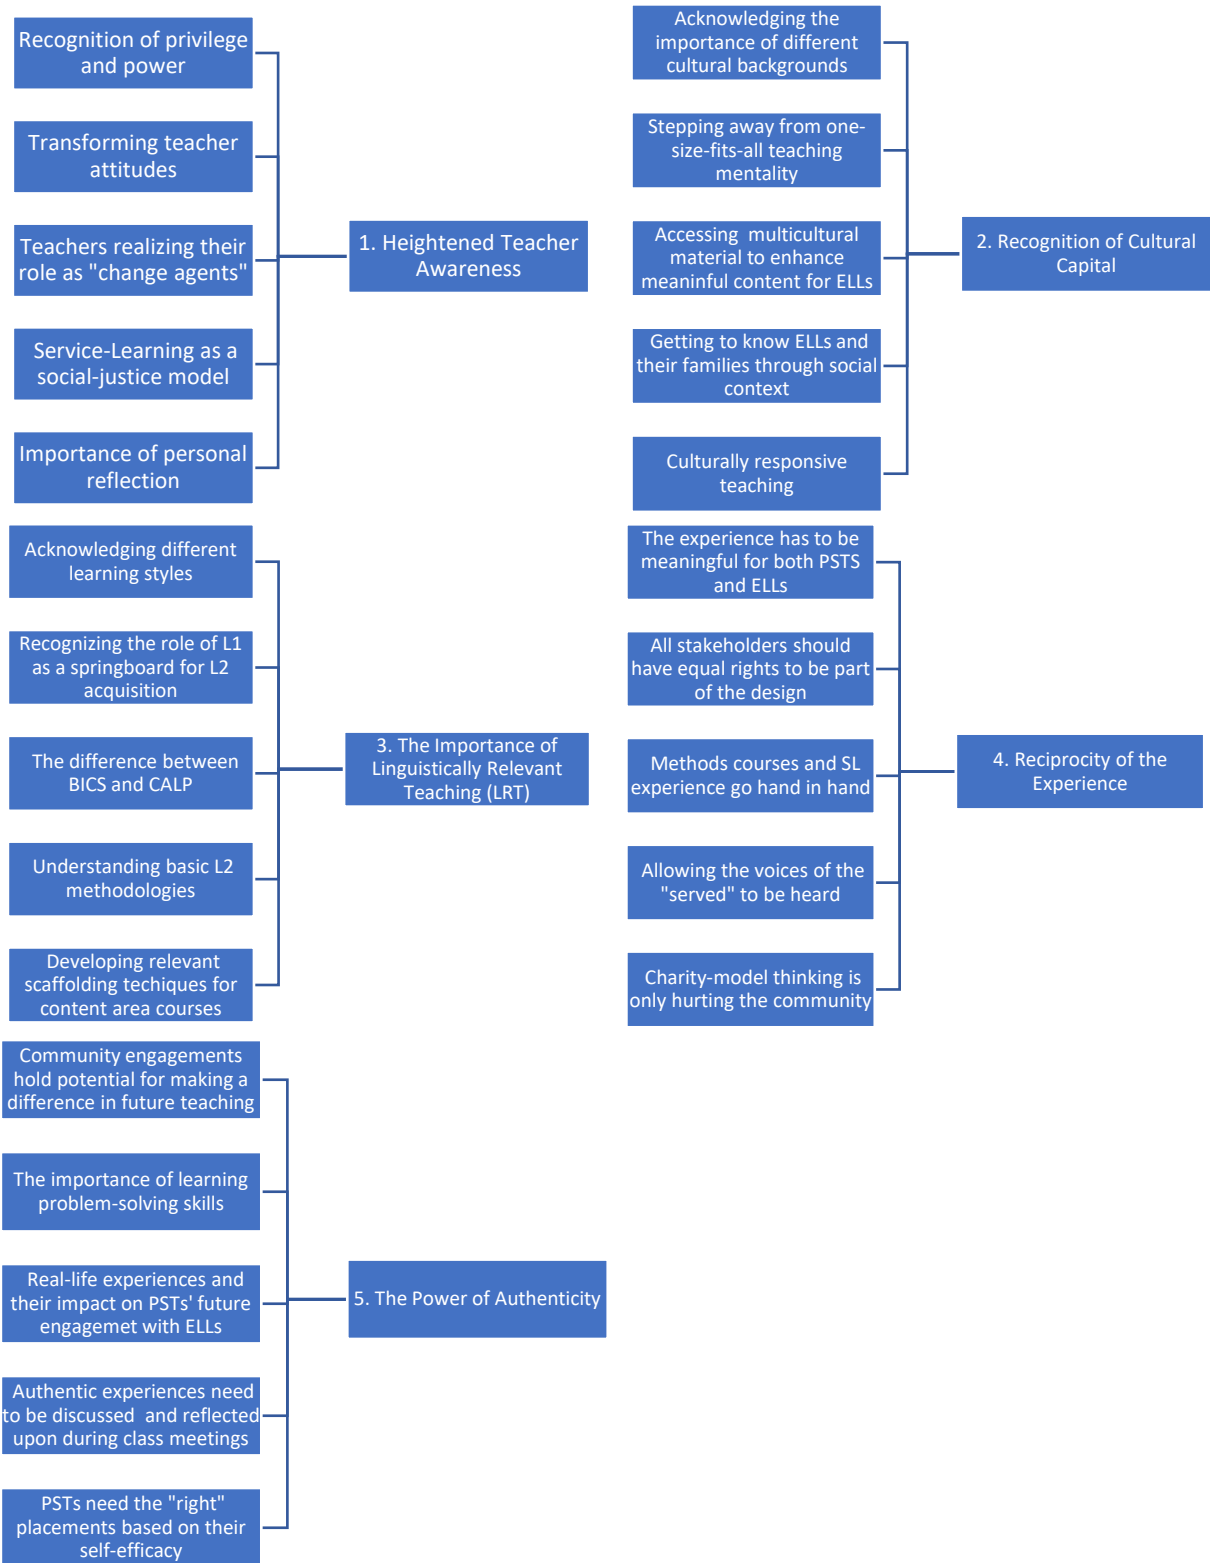 Recognition of privilege
and power
Transforming teacher
attitudes
Teachers realizing their
role as "change agents"
Service-Learning as a
social-justice model
Importance of personal
reflection
1. Heightened Teacher
Awareness
Acknowledging the
importance of different
cultural backgrounds
Stepping away from one-
size-fits-all teaching
mentality
Accessing  multicultural
material to enhance
meaninful content for ELLs
Getting to know ELLs and
their families through social
context
Culturally responsive
teaching
2. Recognition of Cultural
Capital
Acknowledging different
learning styles
Recognizing the role of L1
as a springboard for L2
acquisition
The difference between
BICS and CALP
Understanding basic L2
methodologies
Developing relevant
scaffolding techiques for
content area courses
3. The Importance of
Linguistically Relevant
Teaching (LRT)
The experience has to be
meaningful for both PSTS
and ELLs
All stakeholders should
have equal rights to be part
of the design
Methods courses and SL
experience go hand in hand
Allowing the voices of the
"served" to be heard
Charity-model thinking is
only hurting the community
4. Reciprocity of the
Experience
Community engagements
hold potential for making a
difference in future teaching
The importance of learning
problem-solving skills
Real-life experiences and
their impact on PSTs' future
engagemet with ELLs
Authentic experiences need
to be discussed  and reflected
upon during class meetings
PSTs need the "right"
placements based on their
self-efficacy
5. The Power of Authenticity